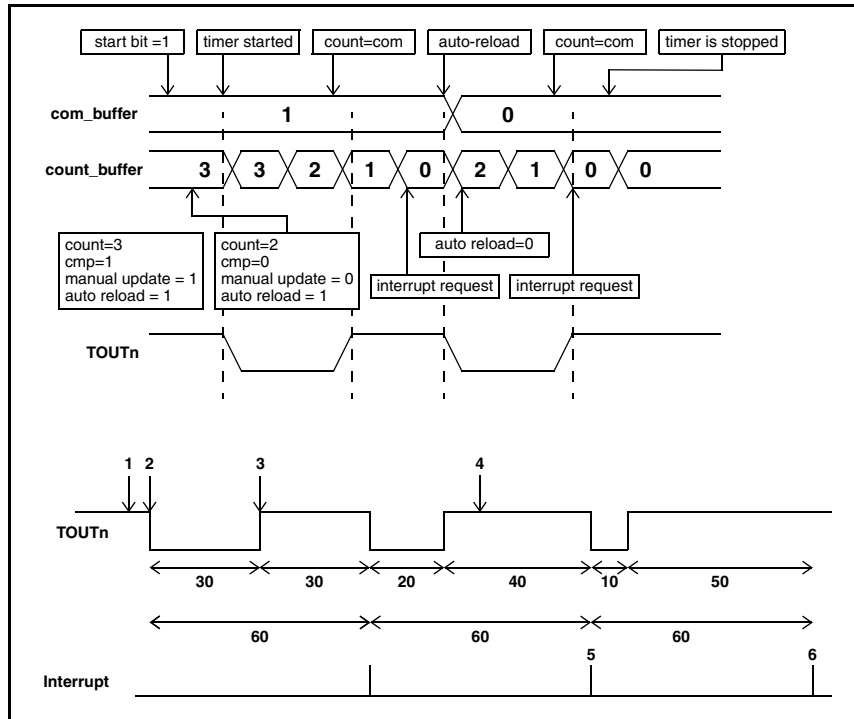 start bit =1 timer started count=com auto-reload count=com timer is stopped
com_buffer 1 0
count_buffer 3 3 2 1 0 2 1 0 0
count=3
cmp=1
manual update = 1
auto reload = 1
count=2
cmp=0
manual update = 0
auto reload = 1
auto reload=0
interrupt request interrupt request
TOUTn
1 2 3 4
TOUTn
30 30 20 40 10 50
60 60 60
5 6
Interrupt